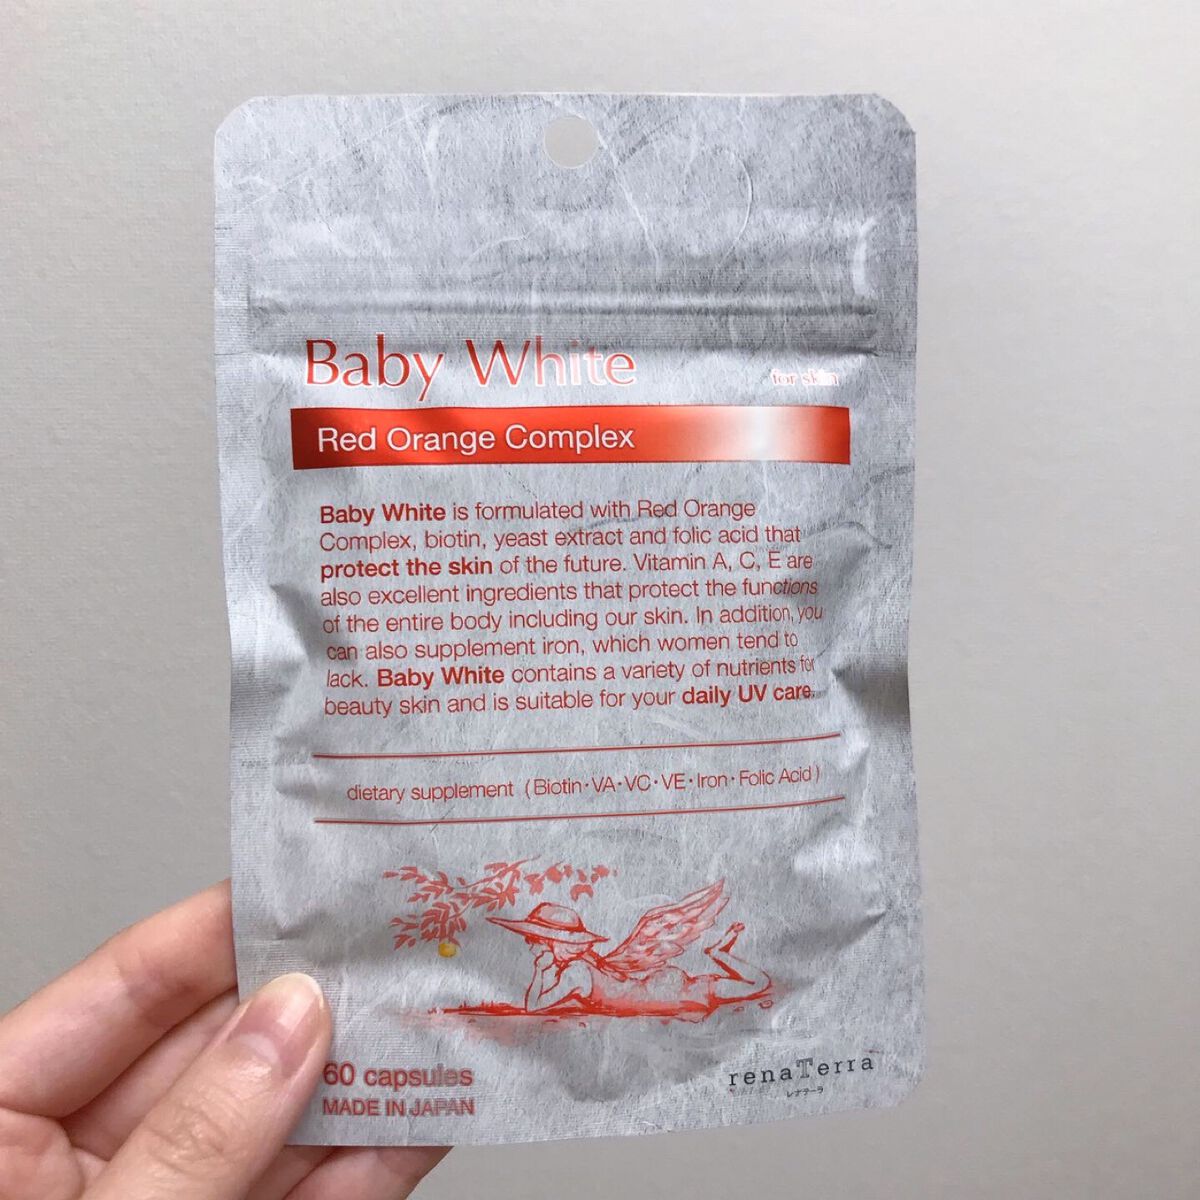 Baby White
for skin
Red Orange Complex
Baby White is formulated with Red Orange
Complex, biotin, yeast extract and folic acid that
protect the skin of the future. Vitamin A, C, E are
also excellent ingredients that protect the functions
of the entire body including our skin. In addition, you
can also supplement iron, which women tend to
lack. Baby White contains a variety of nutrients for
beauty skin and is suitable for your daily UV care.
dietary supplement (Biotin・VA・VC・VE・Iron・Folic Acid)
60 capsules
MADE IN JAPAN
renaTerra
レナテーラ